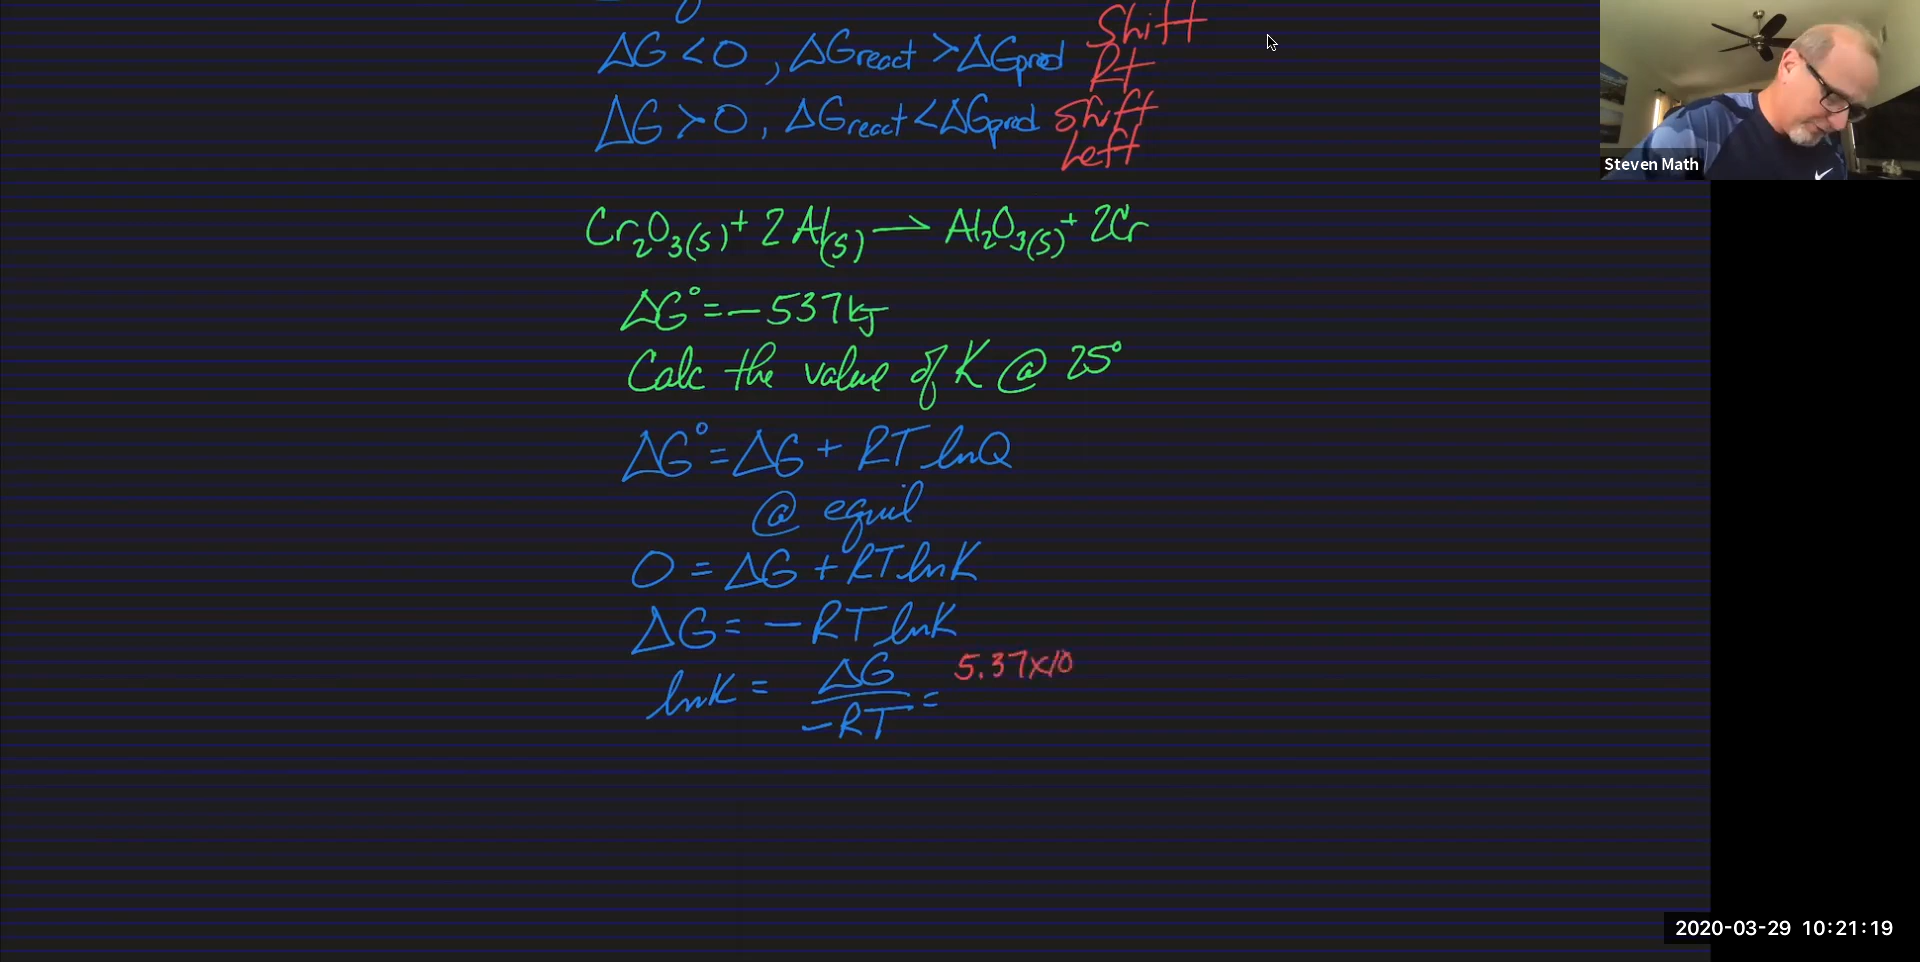 ΔG < 0, ΔGreact > ΔGprod Shift Rt
ΔG > 0, ΔGreact < ΔGprod Shift Left
Steven Math
Cr₂O₃(s) + 2Al(s) → Al₂O₃(s) + 2Cr
ΔG° = −537kJ
Calc the value of K @ 25°
ΔG° = ΔG + RT lnQ
@ equil
0 = ΔG + RT lnK
ΔG = −RT lnK
lnK = ΔG / −RT = 5.37x10
2020-03-29 10:21:19